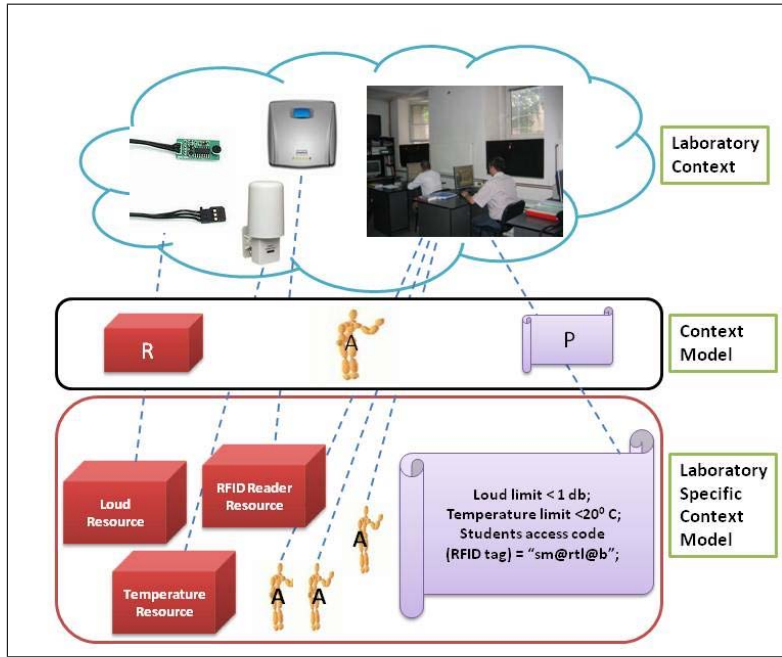 Laboratory
Context
R
A
P
Context
Model
Loud
Resource
RFID Reader
Resource
Temperature
Resource
A
A
A
Loud limit < 1 db;
Temperature limit <20⁰ C;
Students access code
(RFID tag) = “sm@rtl@b”;
Laboratory
Specific
Context
Model